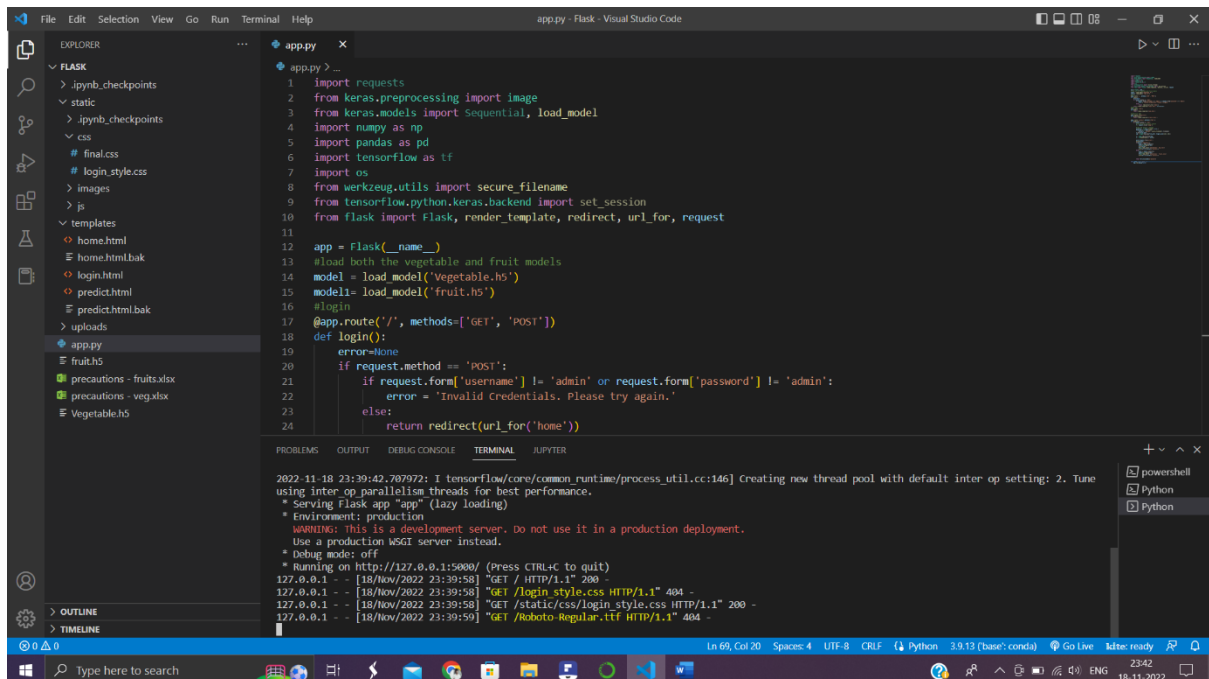 File Edit Selection View Go Run Terminal Help
app.py - Flask - Visual Studio Code
EXPLORER
FLASK
.ipynb_checkpoints
static
.ipynb_checkpoints
css
# final.css
# login_style.css
images
js
templates
home.html
home.html.bak
login.html
predict.html
predict.html.bak
uploads
app.py
fruit.h5
precautions - fruits.xlsx
precautions - veg.xlsx
Vegetable.h5
OUTLINE
TIMELINE
app.py
app.py > ...
1 import requests
2 from keras.preprocessing import image
3 from keras.models import Sequential, load_model
4 import numpy as np
5 import pandas as pd
6 import tensorflow as tf
7 import os
8 from werkzeug.utils import secure_filename
9 from tensorflow.python.keras.backend import set_session
10 from flask import Flask, render_template, redirect, url_for, request
11
12 app = Flask(__name__)
13 #load both the vegetable and fruit models
14 model = load_model('Vegetable.h5')
15 model1= load_model('fruit.h5')
16 #login
17 @app.route('/', methods=['GET', 'POST'])
18 def login():
19 error=None
20 if request.method == 'POST':
21 if request.form['username'] != 'admin' or request.form['password'] != 'admin':
22 error = 'Invalid Credentials. Please try again.'
23 else:
24 return redirect(url_for('home'))
PROBLEMS OUTPUT DEBUG CONSOLE TERMINAL JUPYTER
2022-11-18 23:39:42.707972: I tensorflow/core/common_runtime/process_util.cc:146] Creating new thread pool with default inter op setting: 2. Tune
using inter_op_parallelism_threads for best performance.
* Serving Flask app "app" (lazy loading)
* Environment: production
WARNING: This is a development server. Do not use it in a production deployment.
Use a production WSGI server instead.
* Debug mode: off
* Running on http://127.0.0.1:5000/ (Press CTRL+C to quit)
127.0.0.1 - - [18/Nov/2022 23:39:58] "GET / HTTP/1.1" 200 -
127.0.0.1 - - [18/Nov/2022 23:39:58] "GET /login_style.css HTTP/1.1" 404 -
127.0.0.1 - - [18/Nov/2022 23:39:58] "GET /static/css/login_style.css HTTP/1.1" 200 -
127.0.0.1 - - [18/Nov/2022 23:39:59] "GET /Roboto-Regular.ttf HTTP/1.1" 404 -
powershell
Python
Python
0 0
Ln 69, Col 20 Spaces: 4 UTF-8 CRLF Python 3.9.13 ('base': conda) Go Live kite: ready
Type here to search
ENG
23:42
18-11-2022